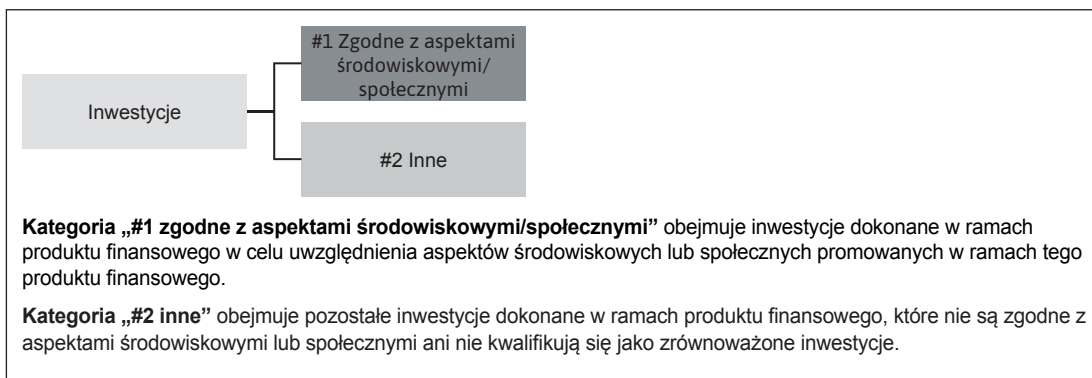 #1 Zgodne z aspektami
środowiskowymi/
społecznymi
Inwestycje
#2 Inne
Kategoria „#1 zgodne z aspektami środowiskowymi/społecznymi” obejmuje inwestycje dokonane w ramach
produktu finansowego w celu uwzględnienia aspektów środowiskowych lub społecznych promowanych w ramach tego
produktu finansowego.
Kategoria „#2 inne” obejmuje pozostałe inwestycje dokonane w ramach produktu finansowego, które nie są zgodne z
aspektami środowiskowymi lub społecznymi ani nie kwalifikują się jako zrównoważone inwestycje.